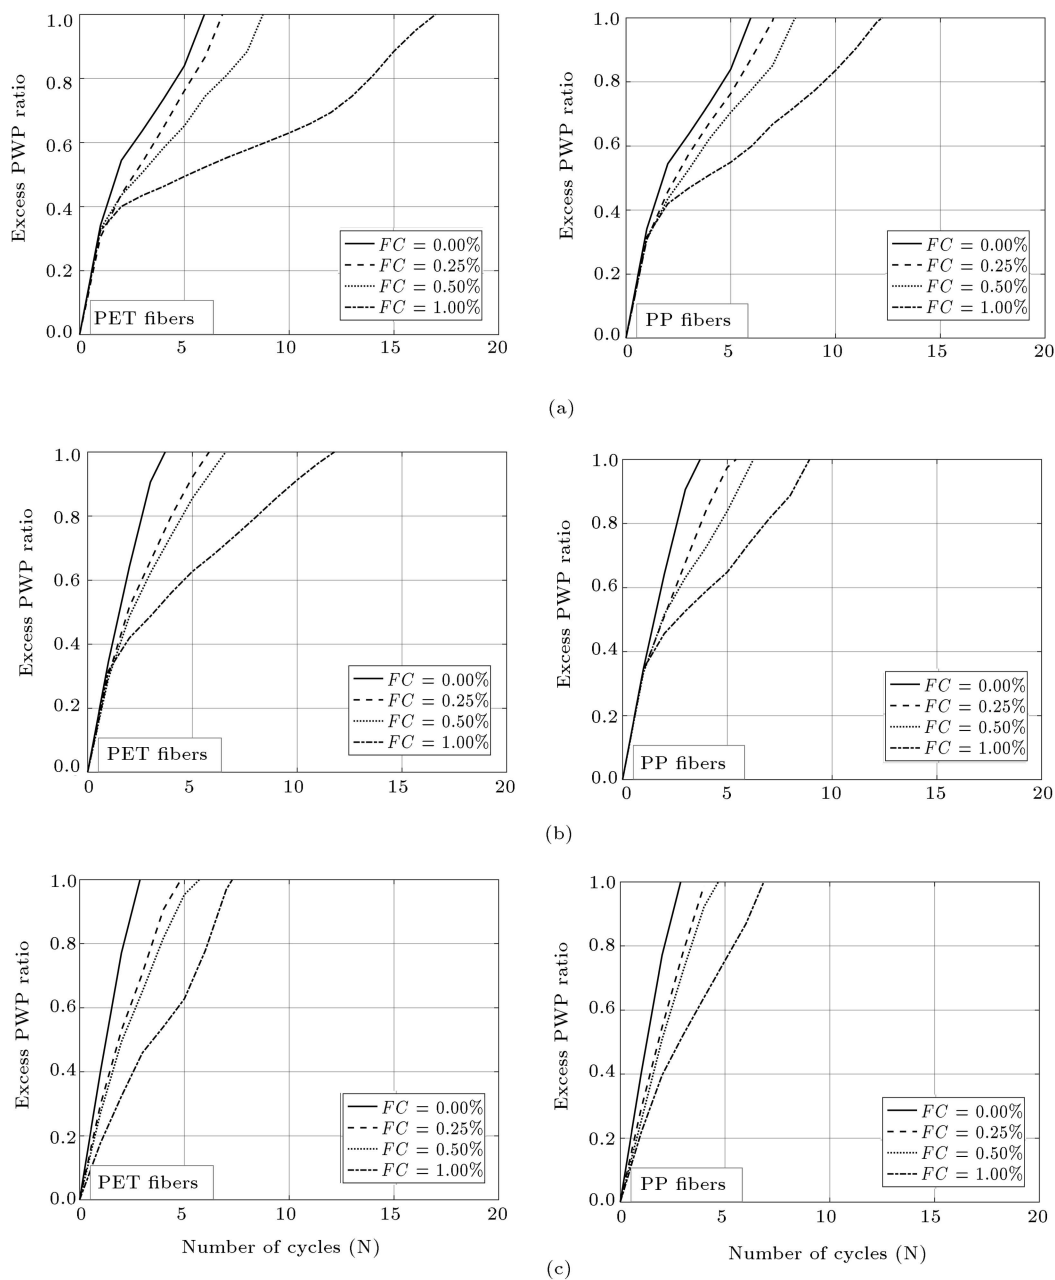 1.0
0.8
0.6
0.4
0.2
0.0
Excess PWP ratio
FC = 0.00%
FC = 0.25%
FC = 0.50%
FC = 1.00%
PET fibers
0 5 10 15 20
1.0
0.8
0.6
0.4
0.2
0.0
Excess PWP ratio
FC = 0.00%
FC = 0.25%
FC = 0.50%
FC = 1.00%
PP fibers
0 5 10 15 20
(a)
1.0
0.8
0.6
0.4
0.2
0.0
Excess PWP ratio
FC = 0.00%
FC = 0.25%
FC = 0.50%
FC = 1.00%
PET fibers
0 5 10 15 20
1.0
0.8
0.6
0.4
0.2
0.0
Excess PWP ratio
FC = 0.00%
FC = 0.25%
FC = 0.50%
FC = 1.00%
PP fibers
0 5 10 15 20
(b)
1.0
0.8
0.6
0.4
0.2
0.0
Excess PWP ratio
FC = 0.00%
FC = 0.25%
FC = 0.50%
FC = 1.00%
PET fibers
0 5 10 15 20
Number of cycles (N)
1.0
0.8
0.6
0.4
0.2
0.0
Excess PWP ratio
FC = 0.00%
FC = 0.25%
FC = 0.50%
FC = 1.00%
PP fibers
0 5 10 15 20
Number of cycles (N)
(c)